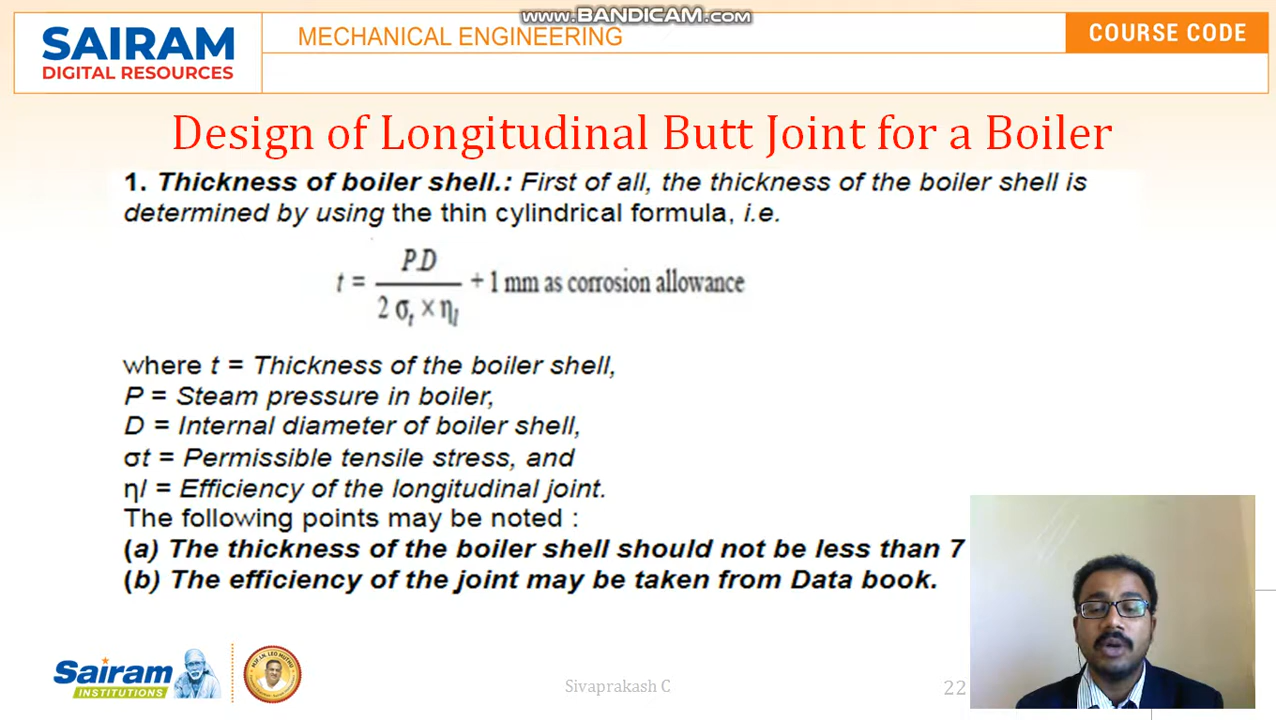 www.BANDICAM.com
SAIRAM
DIGITAL RESOURCES
MECHANICAL ENGINEERING
COURSE CODE
Design of Longitudinal Butt Joint for a Boiler
1. Thickness of boiler shell.: First of all, the thickness of the boiler shell is
determined by using the thin cylindrical formula, i.e.
t = P.D / 2 σt × ηl + 1 mm as corrosion allowance
where t = Thickness of the boiler shell,
P = Steam pressure in boiler,
D = Internal diameter of boiler shell,
σt = Permissible tensile stress, and
ηl = Efficiency of the longitudinal joint.
The following points may be noted :
(a) The thickness of the boiler shell should not be less than 7
(b) The efficiency of the joint may be taken from Data book.
Sairam
INSTITUTIONS
Sivaprakash C
22